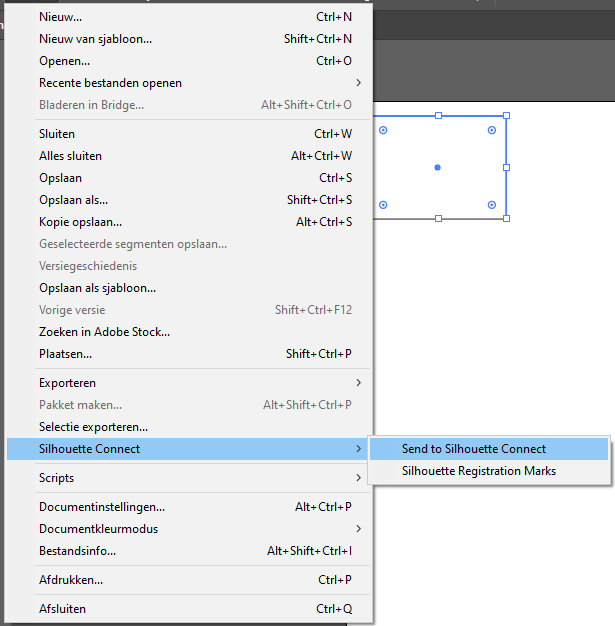 Nieuw... Ctrl+N
Nieuw van sjabloon... Shift+Ctrl+N
Openen... Ctrl+O
Recente bestanden openen
Bladeren in Bridge... Alt+Shift+Ctrl+O
Sluiten Ctrl+W
Alles sluiten Alt+Ctrl+W
Opslaan Ctrl+S
Opslaan als... Shift+Ctrl+S
Kopie opslaan... Alt+Ctrl+S
Geselecteerde segmenten opslaan...
Versiegeschiedenis
Opslaan als sjabloon...
Vorige versie Shift+Ctrl+F12
Zoeken in Adobe Stock...
Plaatsen... Shift+Ctrl+P
Exporteren
Pakket maken... Alt+Shift+Ctrl+P
Selectie exporteren...
Silhouette Connect Send to Silhouette Connect
Silhouette Registration Marks
Scripts
Documentinstellingen... Alt+Ctrl+P
Documentkleurmodus
Bestandsinfo... Alt+Shift+Ctrl+I
Afdrukken... Ctrl+P
Afsluiten Ctrl+Q